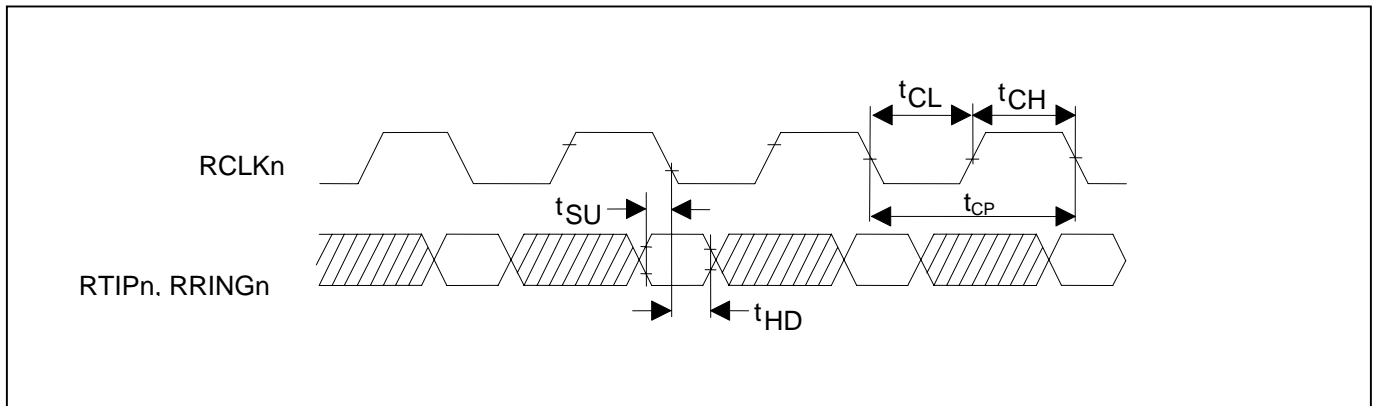 tCL tCH
RCLKn
tSU
tCP
RTIPn, RRINGn
tHD